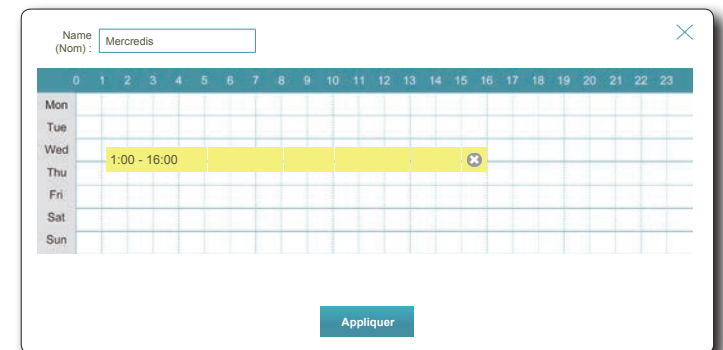 Name
(Nom) :
Mercredis
0 1 2 3 4 5 6 7 8 9 10 11 12 13 14 15 16 17 18 19 20 21 22 23
Mon
Tue
Wed
1:00 - 16:00
Thu
Fri
Sat
Sun
Appliquer